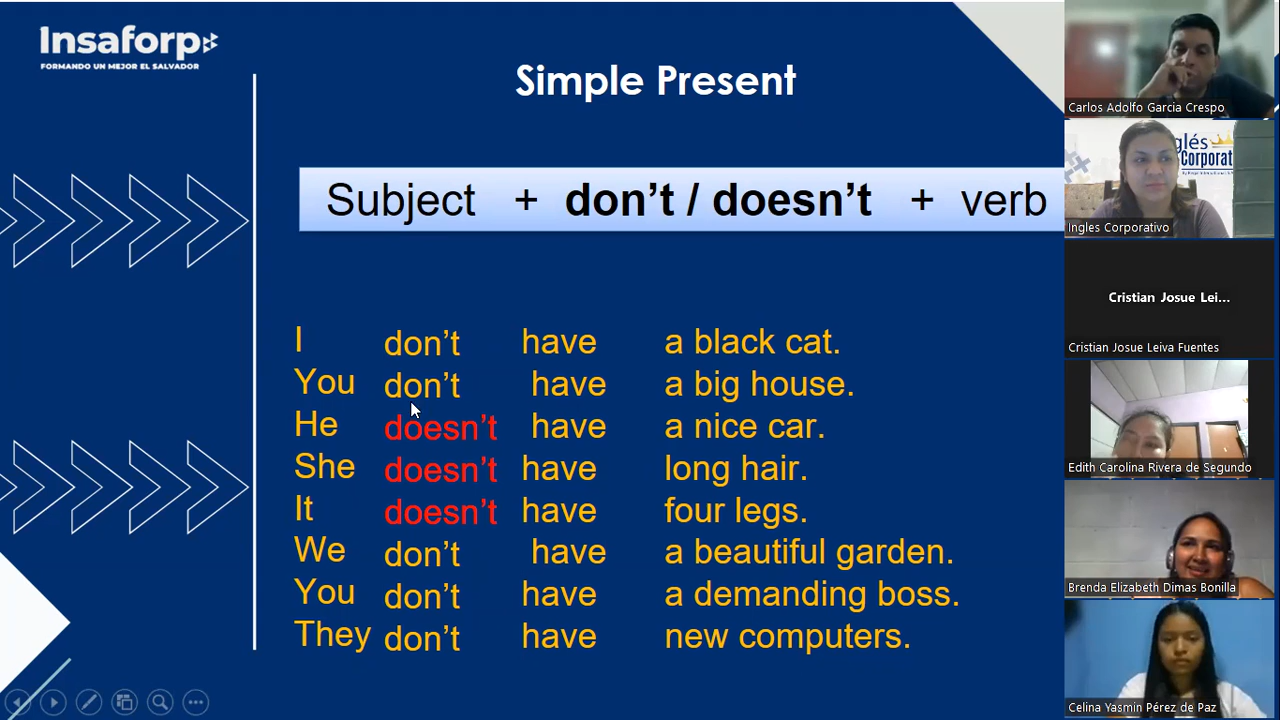 Insaforp
FORMANDO UN MEJOR EL SALVADOR
Simple Present
Subject + don't / doesn't + verb
I don't have a black cat.
You don't have a big house.
He doesn't have a nice car.
She doesn't have long hair.
It doesn't have four legs.
We don't have a beautiful garden.
You don't have a demanding boss.
They don't have new computers.
Carlos Adolfo Garcia Crespo
glés
Corporat
Ingles Corporativo
Cristian Josue Lei...
Cristian Josue Leiva Fuentes
Edith Carolina Rivera de Segundo
Brenda Elizabeth Dimas Bonilla
Celina Yasmin Pérez de Paz